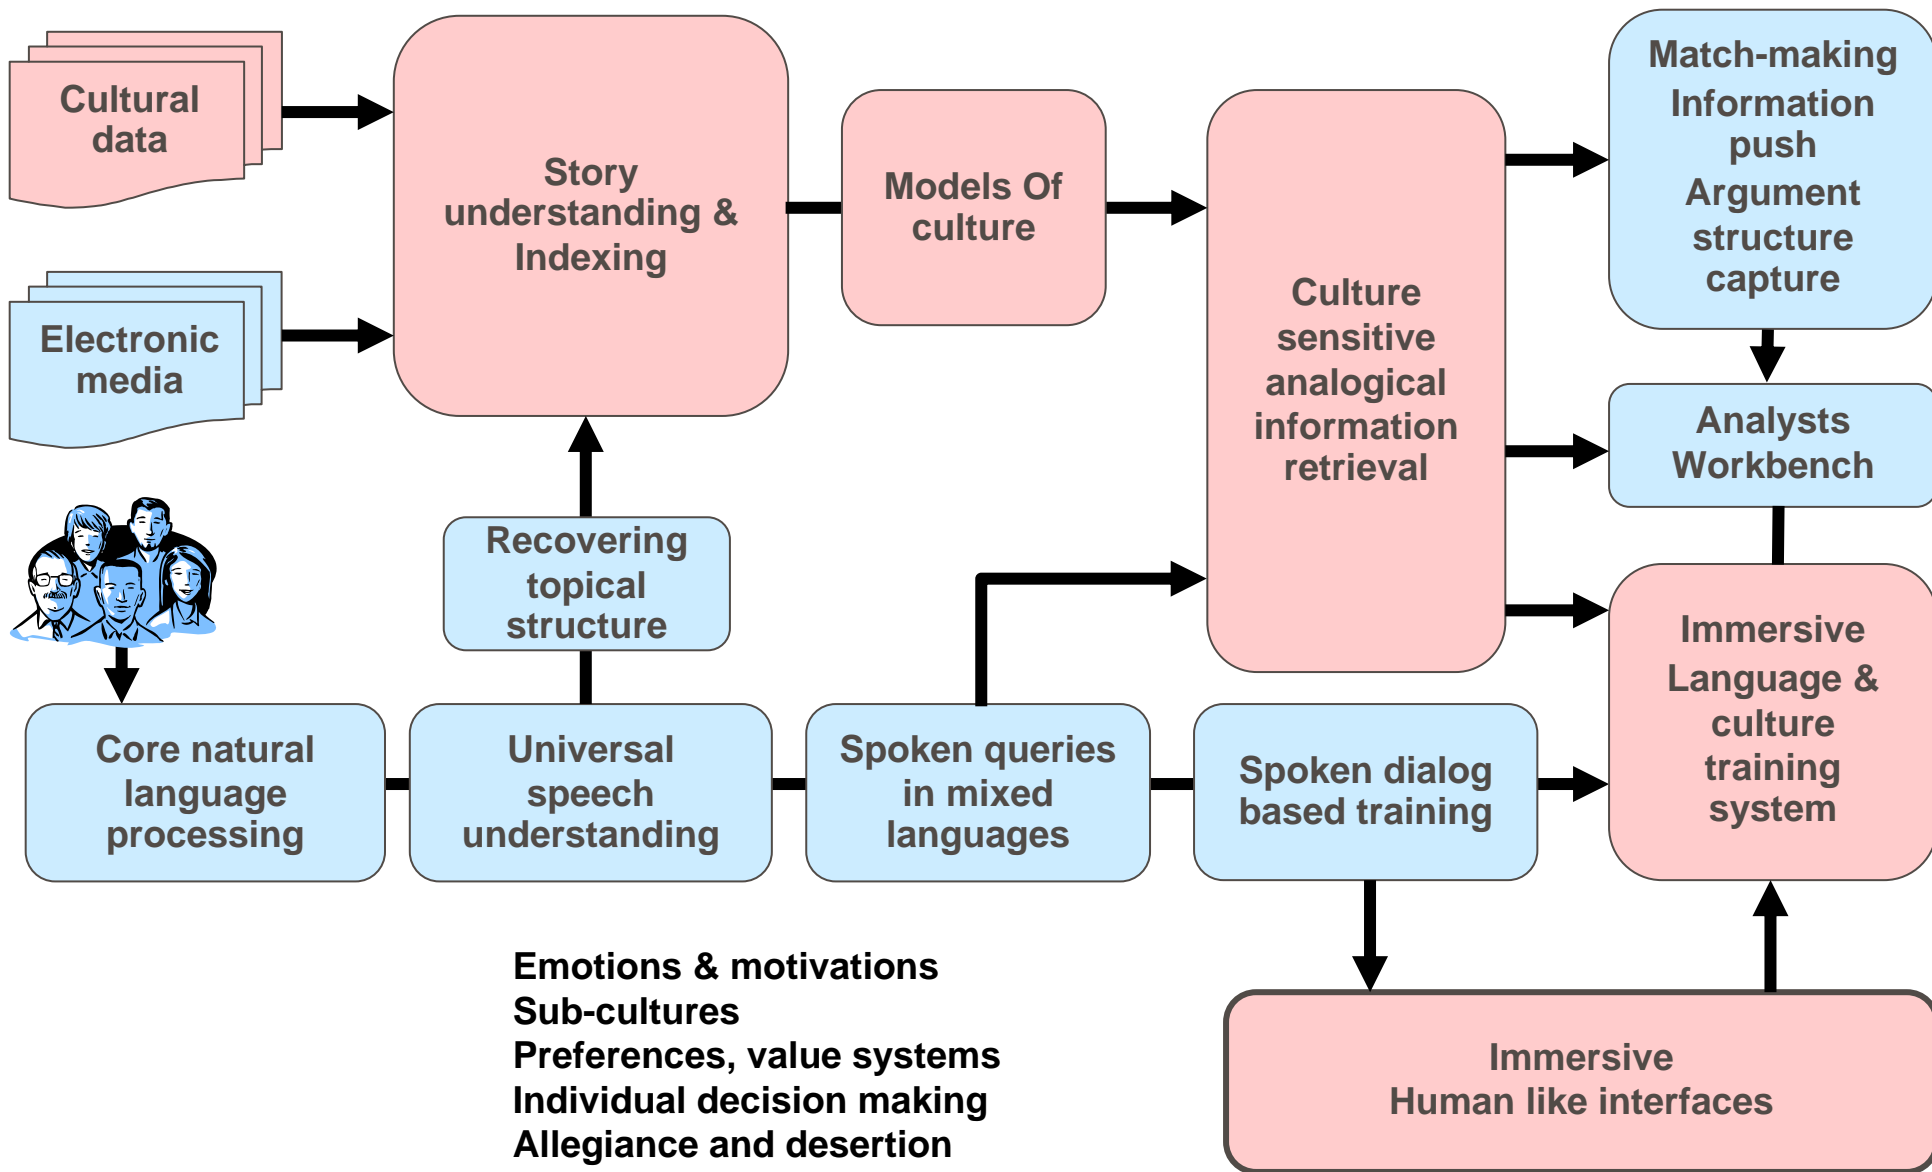 Cultural
data
Electronic
media
Story
understanding &
Indexing
Models Of
culture
Culture
sensitive
analogical
information
retrieval
Match-making
Information
push
Argument
structure
capture
Analysts
Workbench
Recovering
topical
structure
Immersive
Language &
culture
training
system
Core natural
language
processing
Universal
speech
understanding
Spoken queries
in mixed
languages
Spoken dialog
based training
Emotions & motivations
Sub-cultures
Preferences, value systems
Individual decision making
Allegiance and desertion
Immersive
Human like interfaces